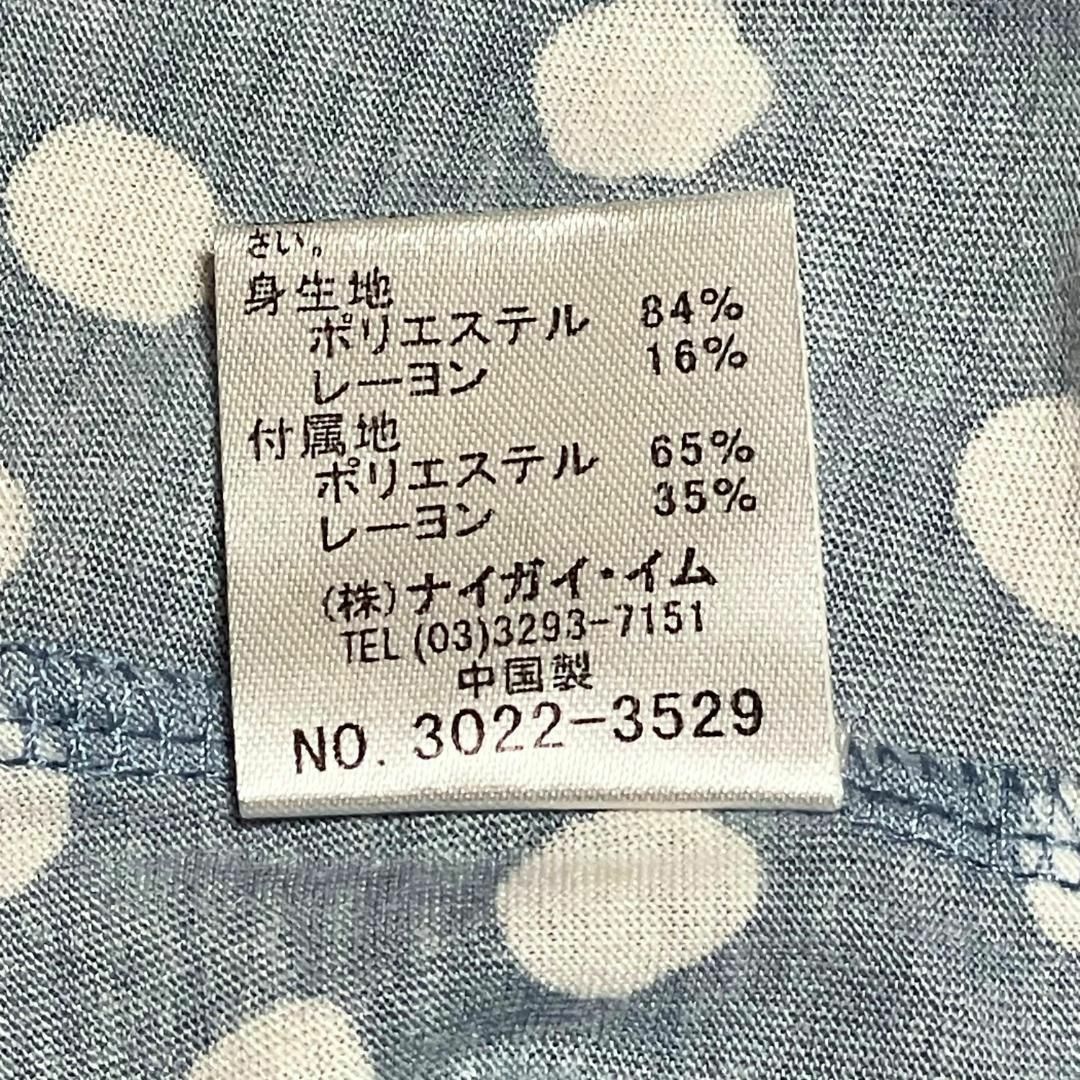 さい。
身生地
ポリエステル 84%
レーヨン 16%
付属地
ポリエステル 65%
レーヨン 35%
(株)ナイガイ・イム
TEL (03)3293-7151
中国製
NO. 3022-3529